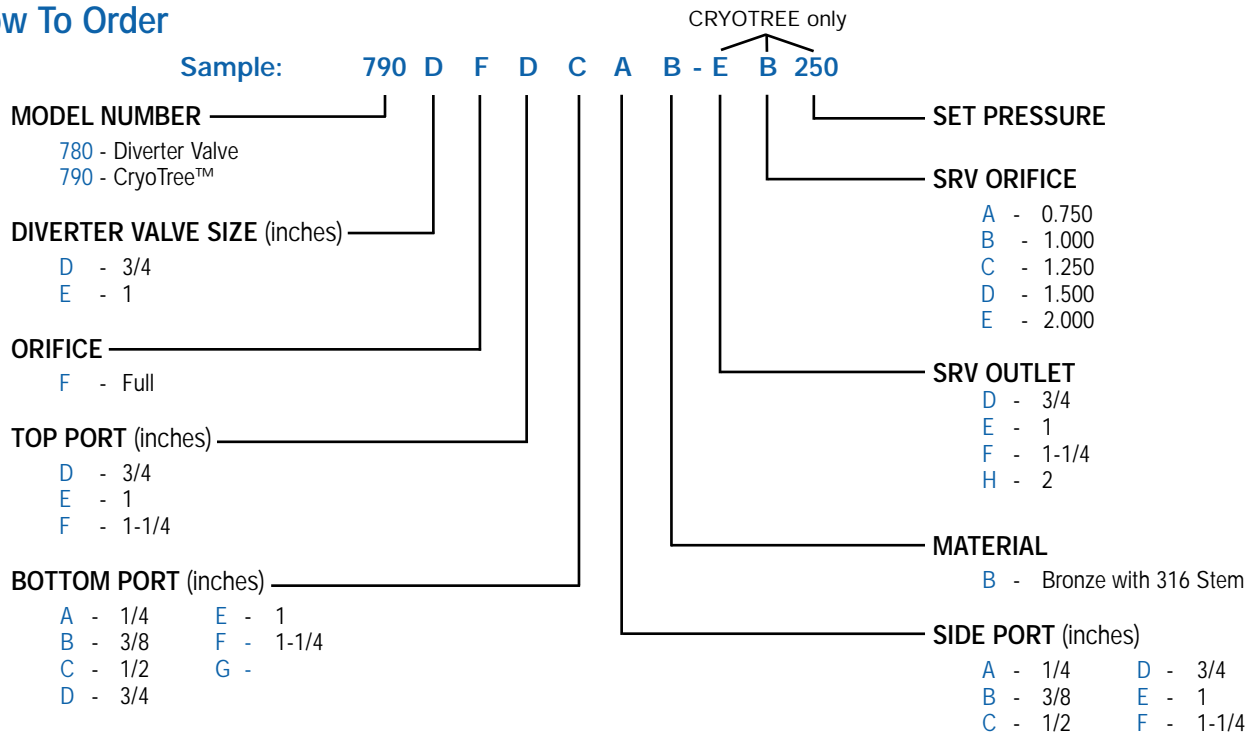 ow To Order
CRYOTREE only
Sample: 790 D F D C A B - E B 250
MODEL NUMBER
780 - Diverter Valve
790 - CryoTree™
DIVERTER VALVE SIZE (inches)
D - 3/4
E - 1
ORIFICE
F - Full
TOP PORT (inches)
D - 3/4
E - 1
F - 1-1/4
BOTTOM PORT (inches)
A - 1/4 E - 1
B - 3/8 F - 1-1/4
C - 1/2 G -
D - 3/4
SET PRESSURE
SRV ORIFICE
A - 0.750
B - 1.000
C - 1.250
D - 1.500
E - 2.000
SRV OUTLET
D - 3/4
E - 1
F - 1-1/4
H - 2
MATERIAL
B - Bronze with 316 Stem
SIDE PORT (inches)
A - 1/4 D - 3/4
B - 3/8 E - 1
C - 1/2 F - 1-1/4